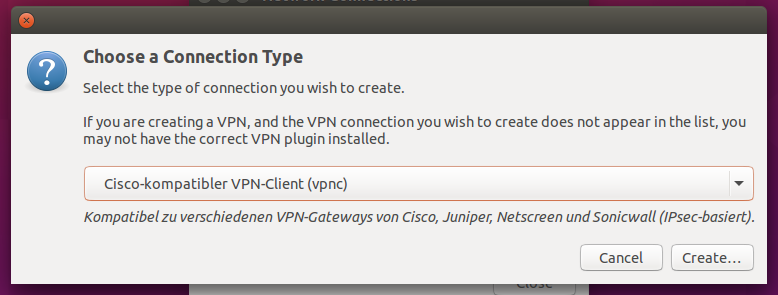 Network Connections
Choose a Connection Type
Select the type of connection you wish to create.
If you are creating a VPN, and the VPN connection you wish to create does not appear in the list, you
may not have the correct VPN plugin installed.
Cisco-kompatibler VPN-Client (vpnc)
Kompatibel zu verschiedenen VPN-Gateways von Cisco, Juniper, Netscreen und Sonicwall (IPsec-basiert).
Cancel
Create…
Close